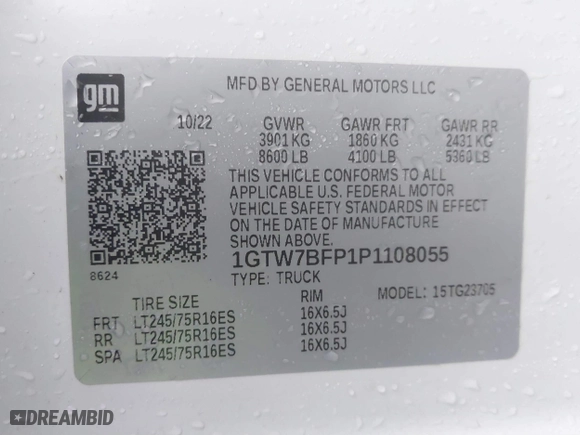 gm
MFD BY GENERAL MOTORS LLC
10/22 GVWR GAWR FRT GAWR RR
3901 KG 1860 KG 2431 KG
8600 LB 4100 LB 5360 LB
THIS VEHICLE CONFORMS TO ALL
APPLICABLE U.S. FEDERAL MOTOR
VEHICLE SAFETY STANDARDS IN EFFECT
ON THE DATE OF MANUFACTURE
8624
1GTW7BFP1P1108055
TYPE: TRUCK
MODEL: 15TG23705
TIRE SIZE RIM
FRT LT245/75R16ES 16X6.5J
RR LT245/75R16ES 16X6.5J
SPA LT245/75R16ES 16X6.5J
DREAMBID